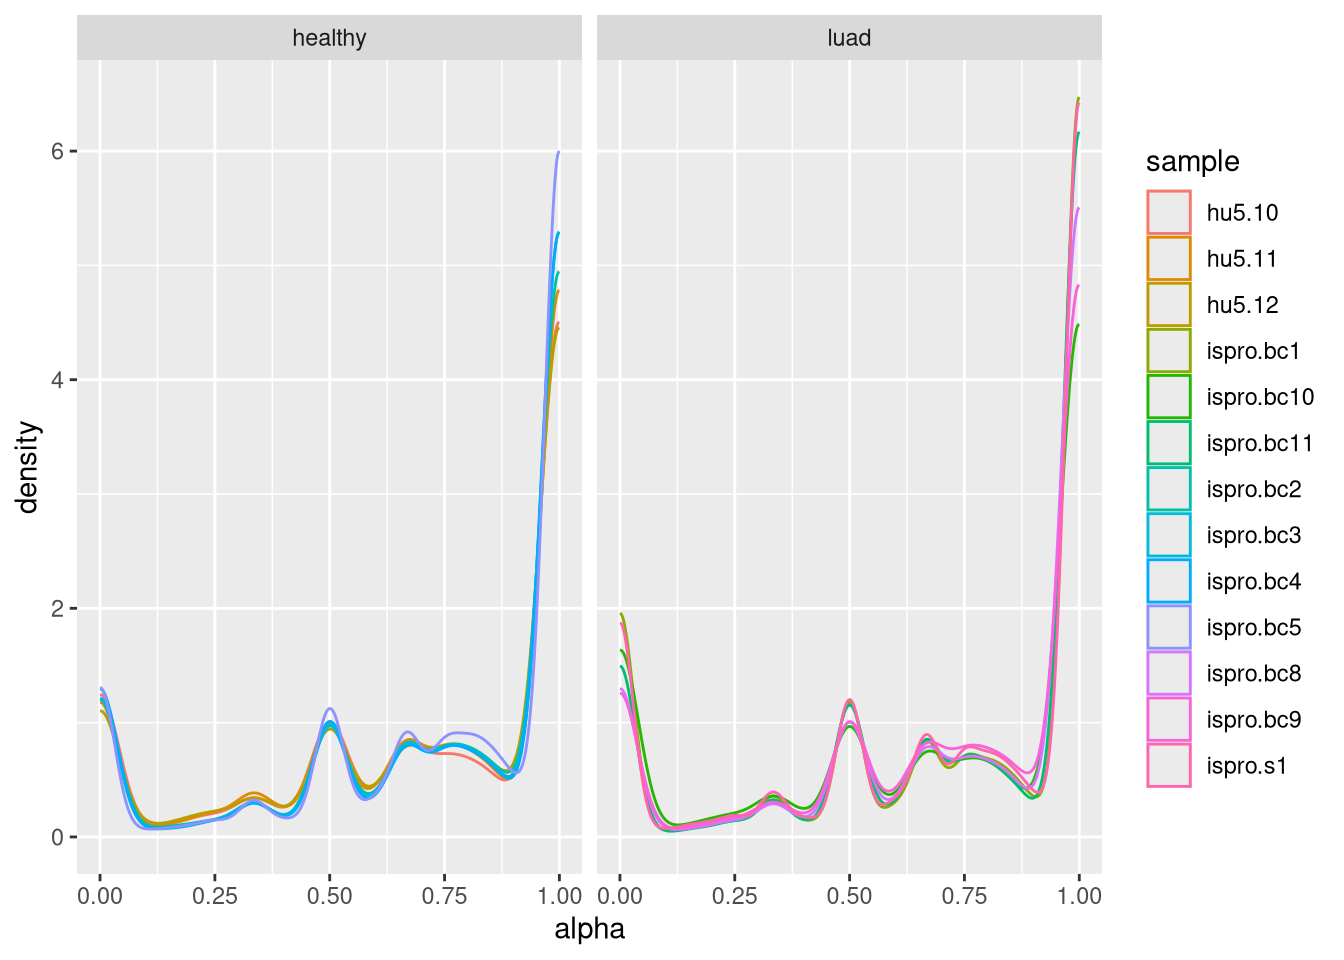 healthy
luad
density
6
4
2
0
0.00 0.25 0.50 0.75 1.00
0.00 0.25 0.50 0.75 1.00
alpha
sample
hu5.10
hu5.11
hu5.12
ispro.bc1
ispro.bc10
ispro.bc11
ispro.bc2
ispro.bc3
ispro.bc4
ispro.bc5
ispro.bc8
ispro.bc9
ispro.s1